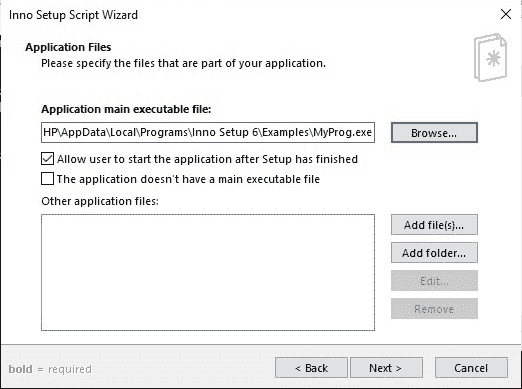 Inno Setup Script Wizard
Application Files
Please specify the files that are part of your application.
Application main executable file:
HP\AppData\Local\Programs\Inno Setup 6\Examples\MyProg.exe
Browse...
Allow user to start the application after Setup has finished
The application doesn't have a main executable file
Other application files:
Add file(s)...
Add folder...
Edit...
Remove
bold = required
< Back
Next >
Cancel